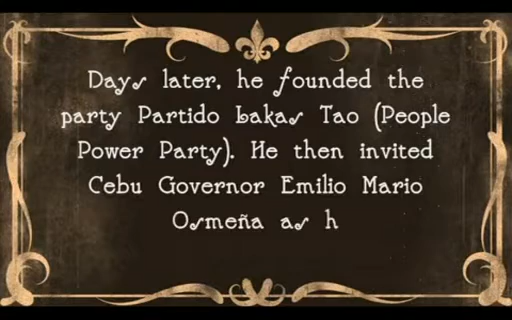 Days later, he founded the
party Partido Lakas Tao (People
Power Party). He then invited
Cebu Governor Emilio Mario
Osmeña as h